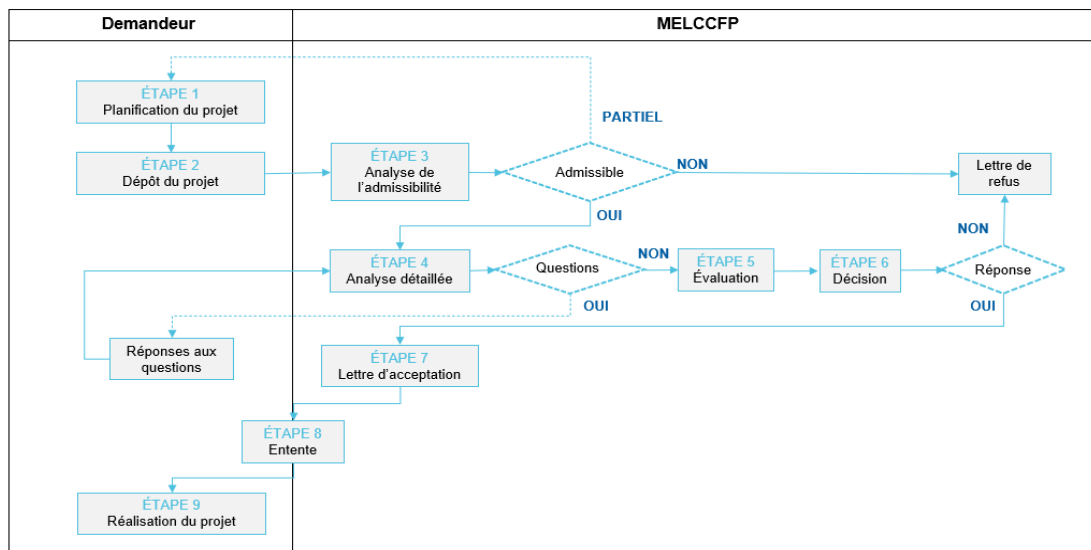 Demandeur
MELCCFP
ÉTAPE 1
Planification du projet
PARTIEL
ÉTAPE 2
Dépôt du projet
ÉTAPE 3
Analyse de
l'admissibilité
Admissible
NON
Lettre de
refus
OUI
NON
ÉTAPE 4
Analyse détaillée
Questions
NON
ÉTAPE 5
Évaluation
ÉTAPE 6
Décision
Réponse
OUI
OUI
Réponses aux
questions
ÉTAPE 7
Lettre d'acceptation
ÉTAPE 8
Entente
ÉTAPE 9
Réalisation du projet